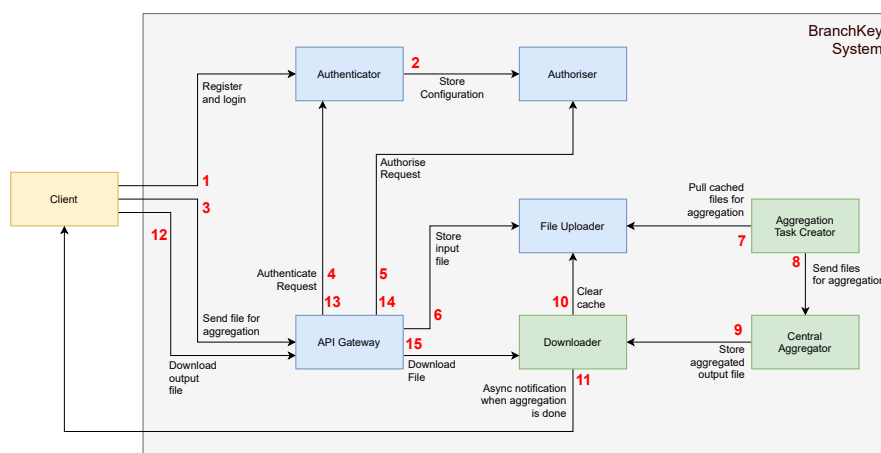 BranchKey
System
Authenticator
2
Store
Configuration
Authoriser
Register
and login
Authorise
Request
Client
1
3
12
Pull cached
files for
aggregation
7
Aggregation
Task Creator
File Uploader
Store
input
file
8
Send files
for aggregation
Authenticate
Request
4
5
13
14
6
10
Clear
cache
Send file for
aggregation
API Gateway
15
Download
File
Downloader
9
Store
aggregated
output file
Central
Aggregator
Download
output
file
Async notification
when aggregation
is done
11